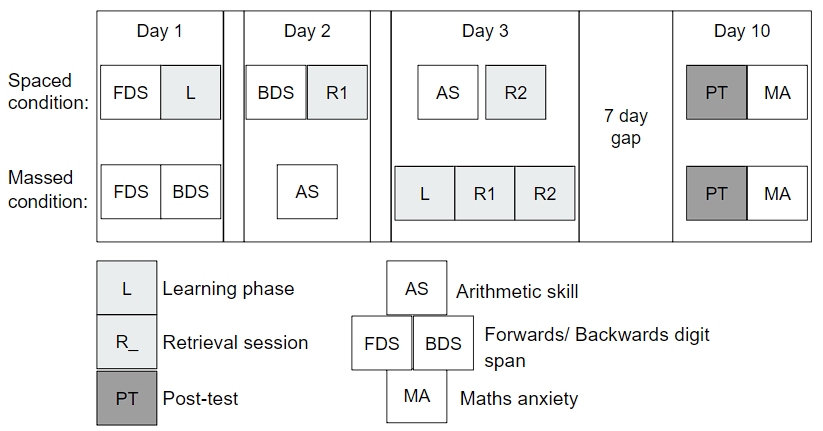 Day 1 Day 2 Day 3 Day 10
Spaced
condition:
FDS L BDS R1 AS R2 PT MA
7 day
gap
Massed
condition:
FDS BDS AS L R1 R2 PT MA
L Learning phase
AS Arithmetic skill
R_ Retrieval session
FDS BDS Forwards/ Backwards digit
span
PT Post-test
MA Maths anxiety